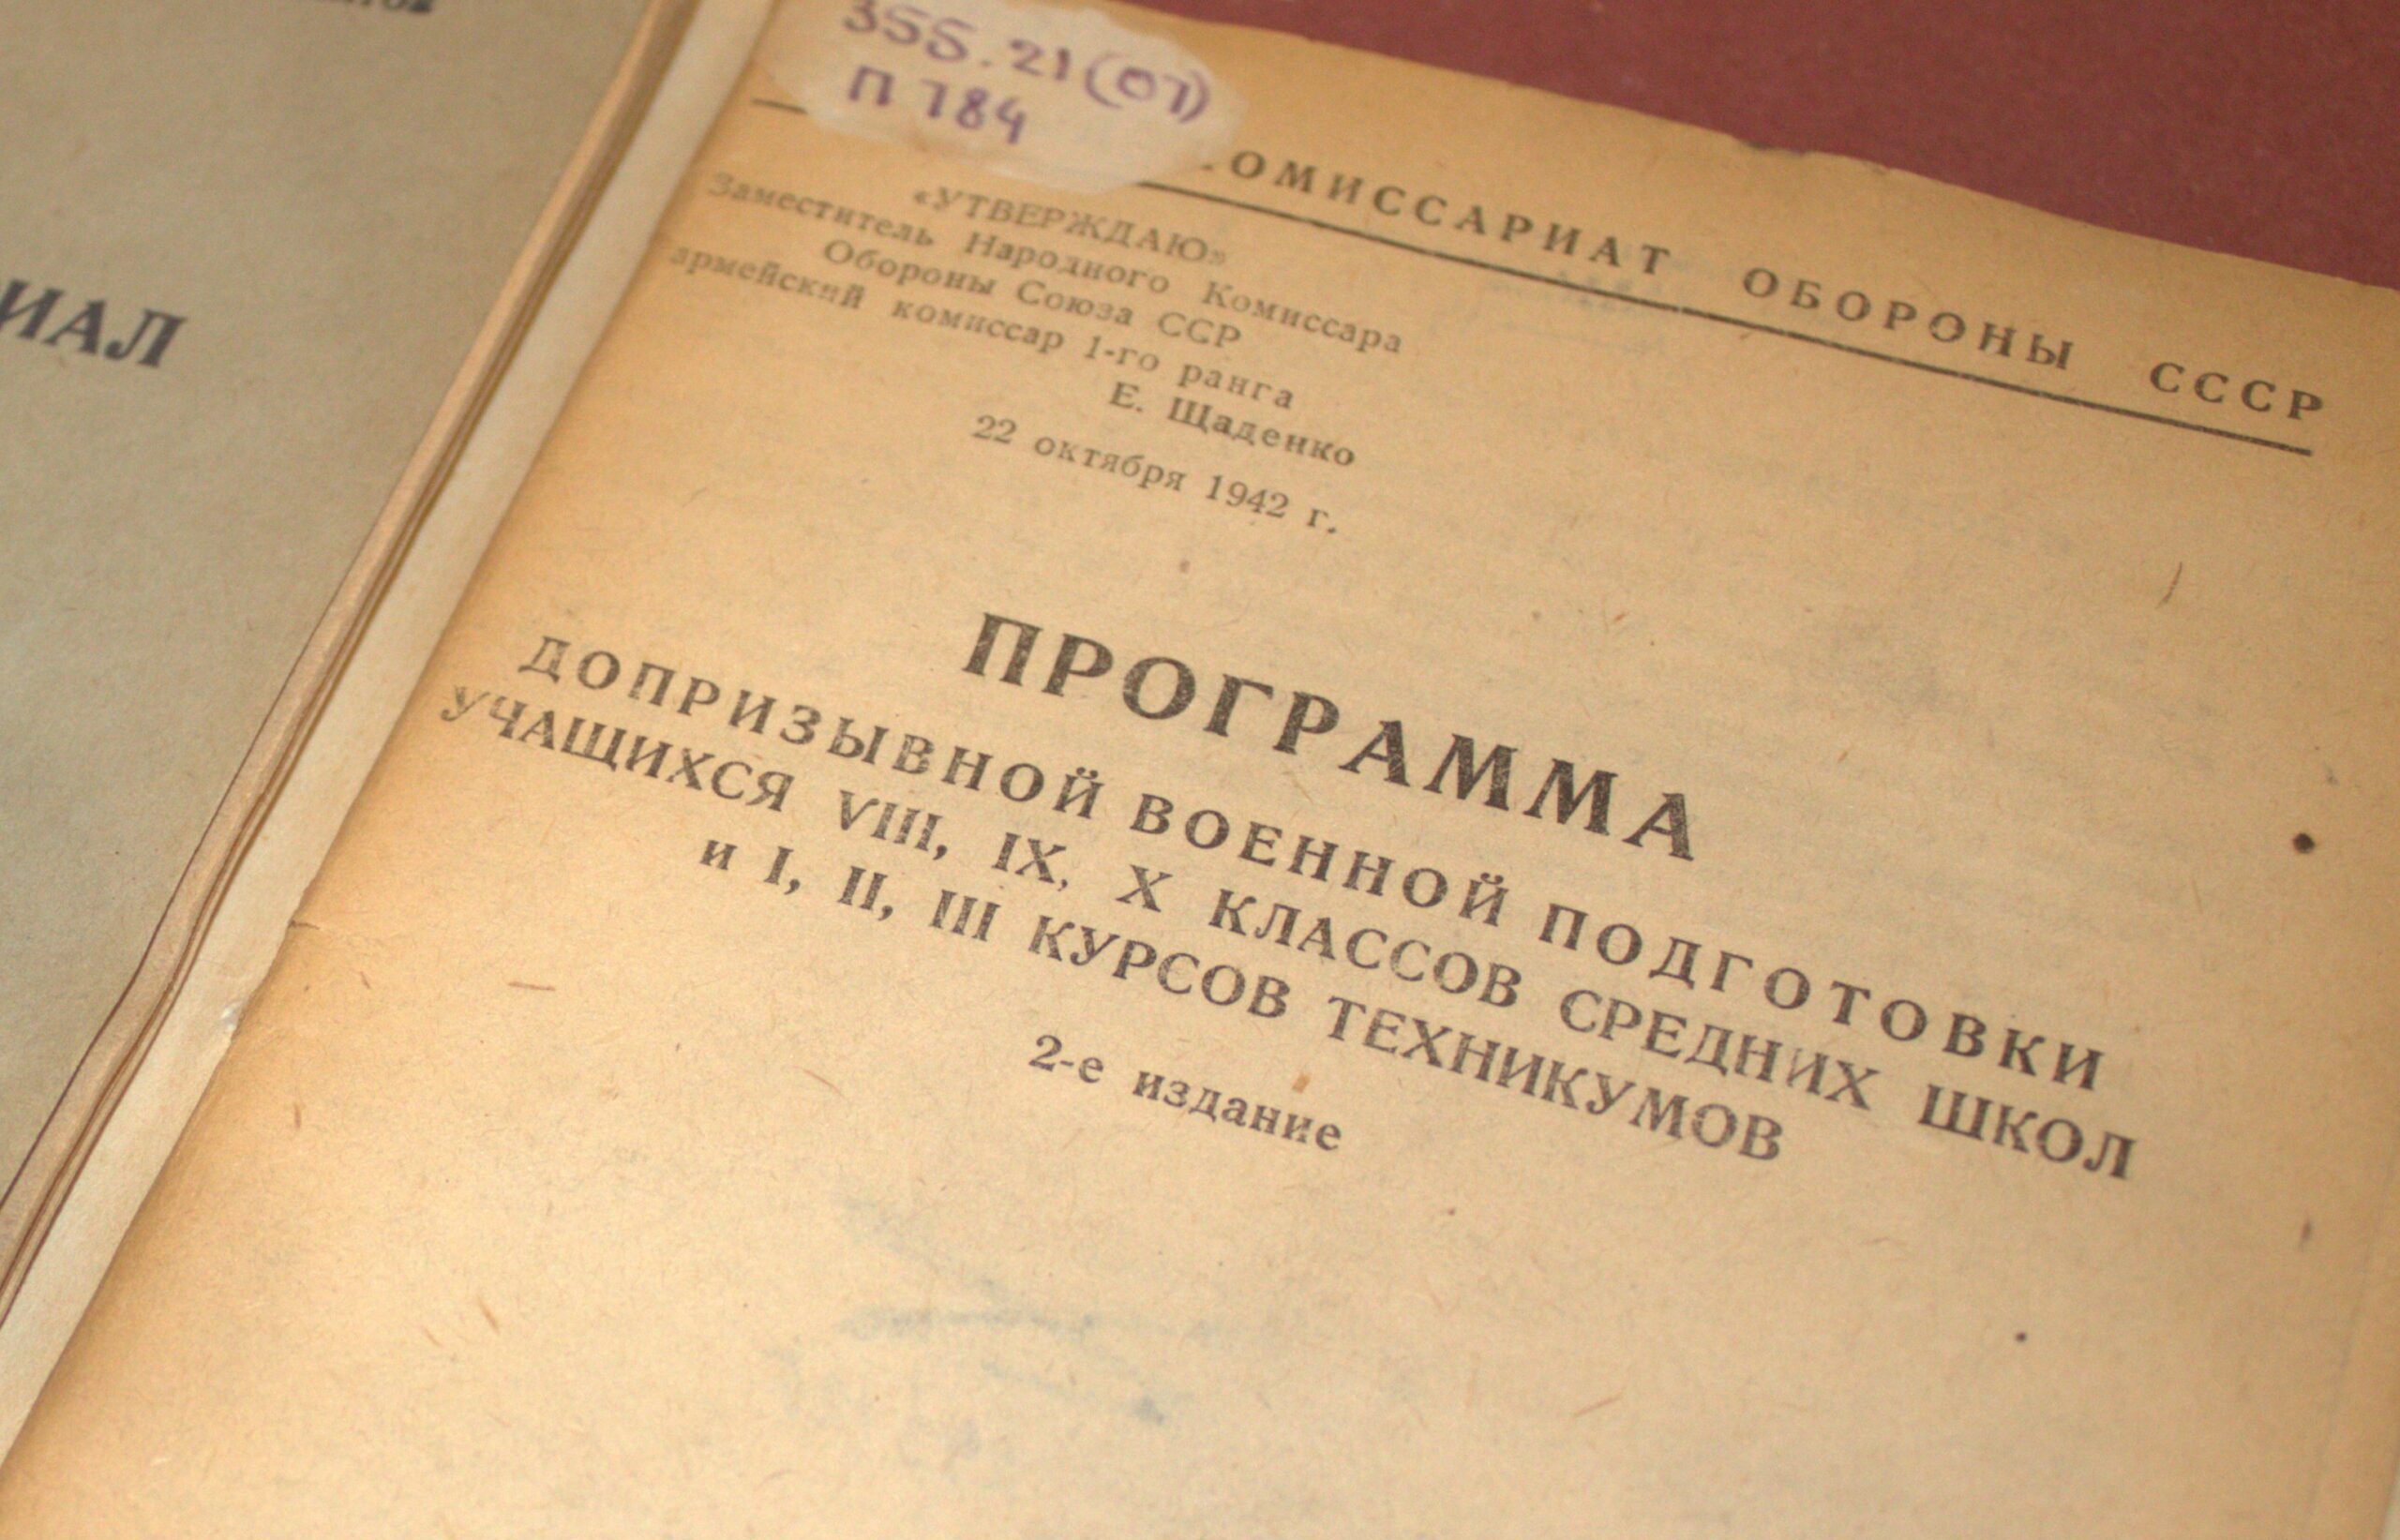 ИАЛ
355.21(07)
П 784
ОМИССАРИАТ ОБОРОНЫ СССР
«УТВЕРЖДАЮ»
Заместитель Народного Комиссара
Обороны Союза ССР
армейский комиссар 1-го ранга
Е. Щаденко
22 октября 1942 г.
ПРОГРАММА
ДОПРИЗЫВНОЙ ВОЕННОЙ ПОДГОТОВКИ
УЧАЩИХСЯ VIII, IX, X КЛАССОВ СРЕДНИХ ШКОЛ
и I, II, III КУРСОВ ТЕХНИКУМОВ
2-е издание